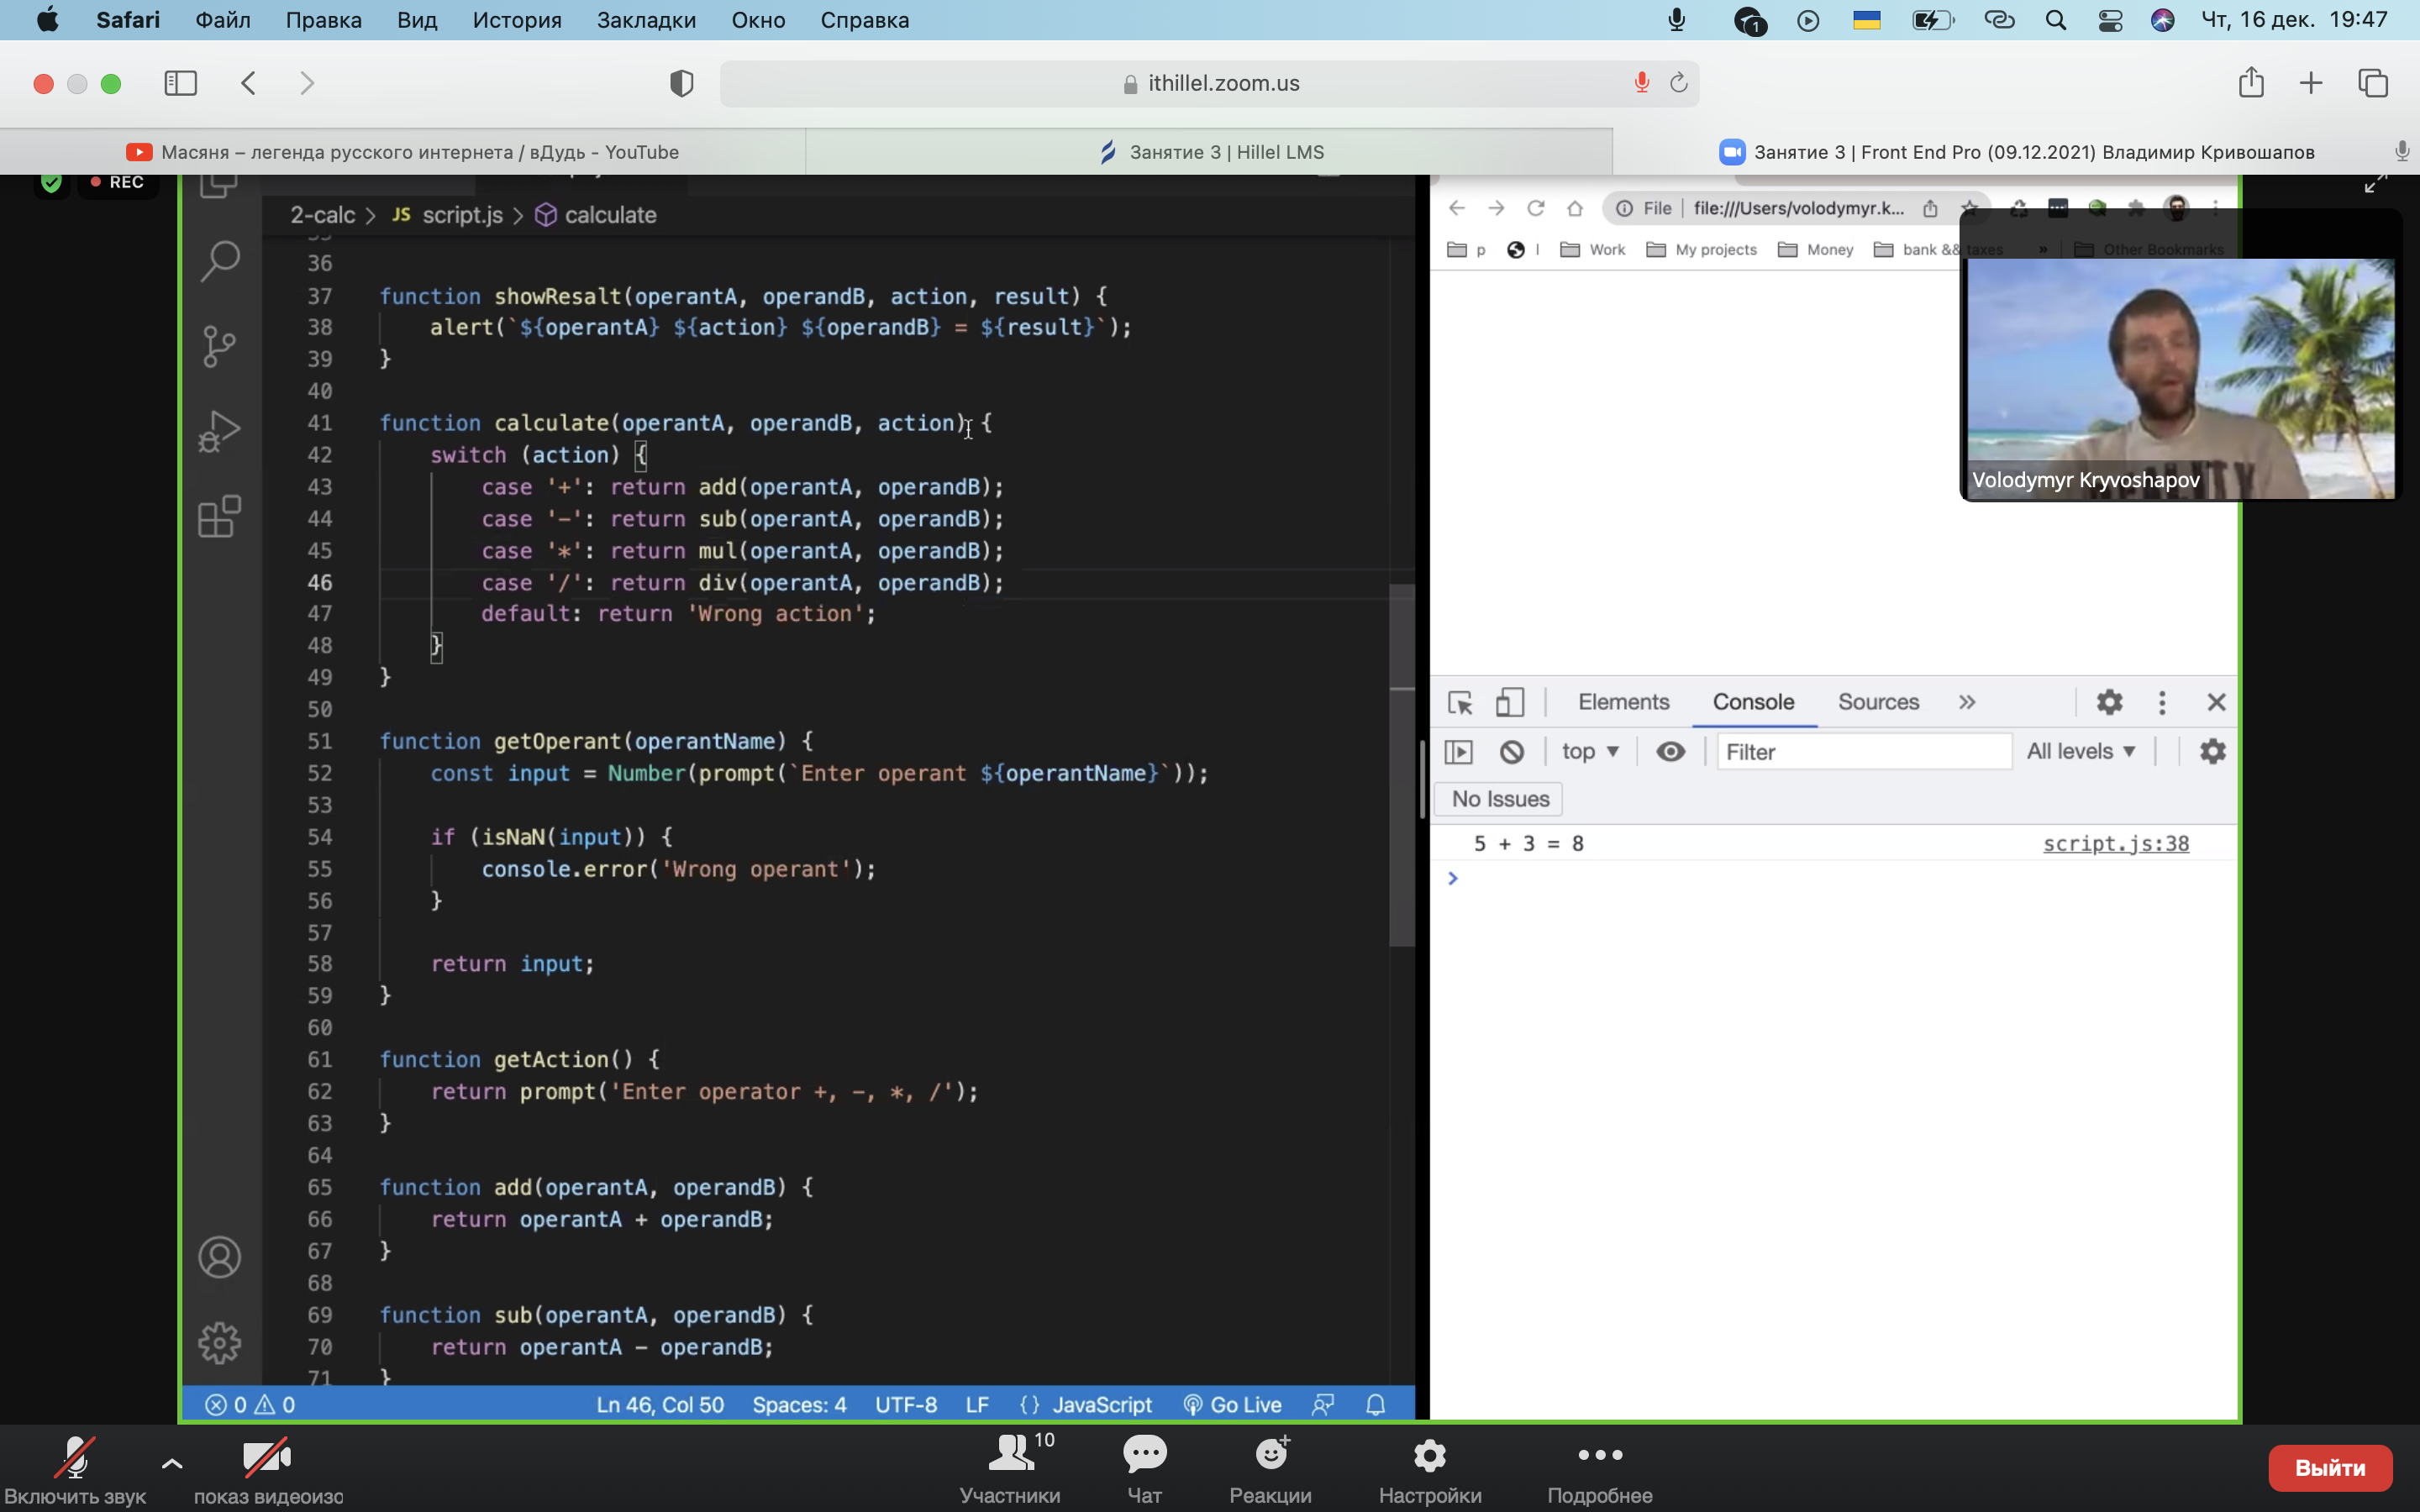 Safari Файл Правка Вид История Закладки Окно Справка 1 Чт, 16 дек. 19:47
ithillel.zoom.us
Масяня – легенда русского интернета / вДудь - YouTube
Занятие 3 | Hillel LMS
Занятие 3 | Front End Pro (09.12.2021) Владимир Кривошапов
REC
2-calc > JS script.js > calculate
36
37 function showResalt(operantA, operandB, action, result) {
38 alert(`${operantA} ${action} ${operandB} = ${result}`);
39 }
40
41 function calculate(operantA, operandB, action) {
42 switch (action) {
43 case '+': return add(operantA, operandB);
44 case '-': return sub(operantA, operandB);
45 case '*': return mul(operantA, operandB);
46 case '/': return div(operantA, operandB);
47 default: return 'Wrong action';
48 }
49 }
50
51 function getOperant(operantName) {
52 const input = Number(prompt(`Enter operant ${operantName}`));
53
54 if (isNaN(input)) {
55 console.error('Wrong operant');
56 }
57
58 return input;
59 }
60
61 function getAction() {
62 return prompt('Enter operator +, -, *, /');
63 }
64
65 function add(operantA, operandB) {
66 return operantA + operandB;
67 }
68
69 function sub(operantA, operandB) {
70 return operantA - operandB;
71 }
0 0 Ln 46, Col 50 Spaces: 4 UTF-8 LF {} JavaScript Go Live
File | file:///Users/volodymyr.k...
p l Work My projects Money bank && taxes » Other Bookmarks
Volodymyr Kryvoshapov
Elements Console Sources »
top ▼ Filter All levels ▼
No Issues
5 + 3 = 8 script.js:38
>
Включить звук показ видеоизо Участники 10 Чат Реакции Настройки Подробнее Выйти